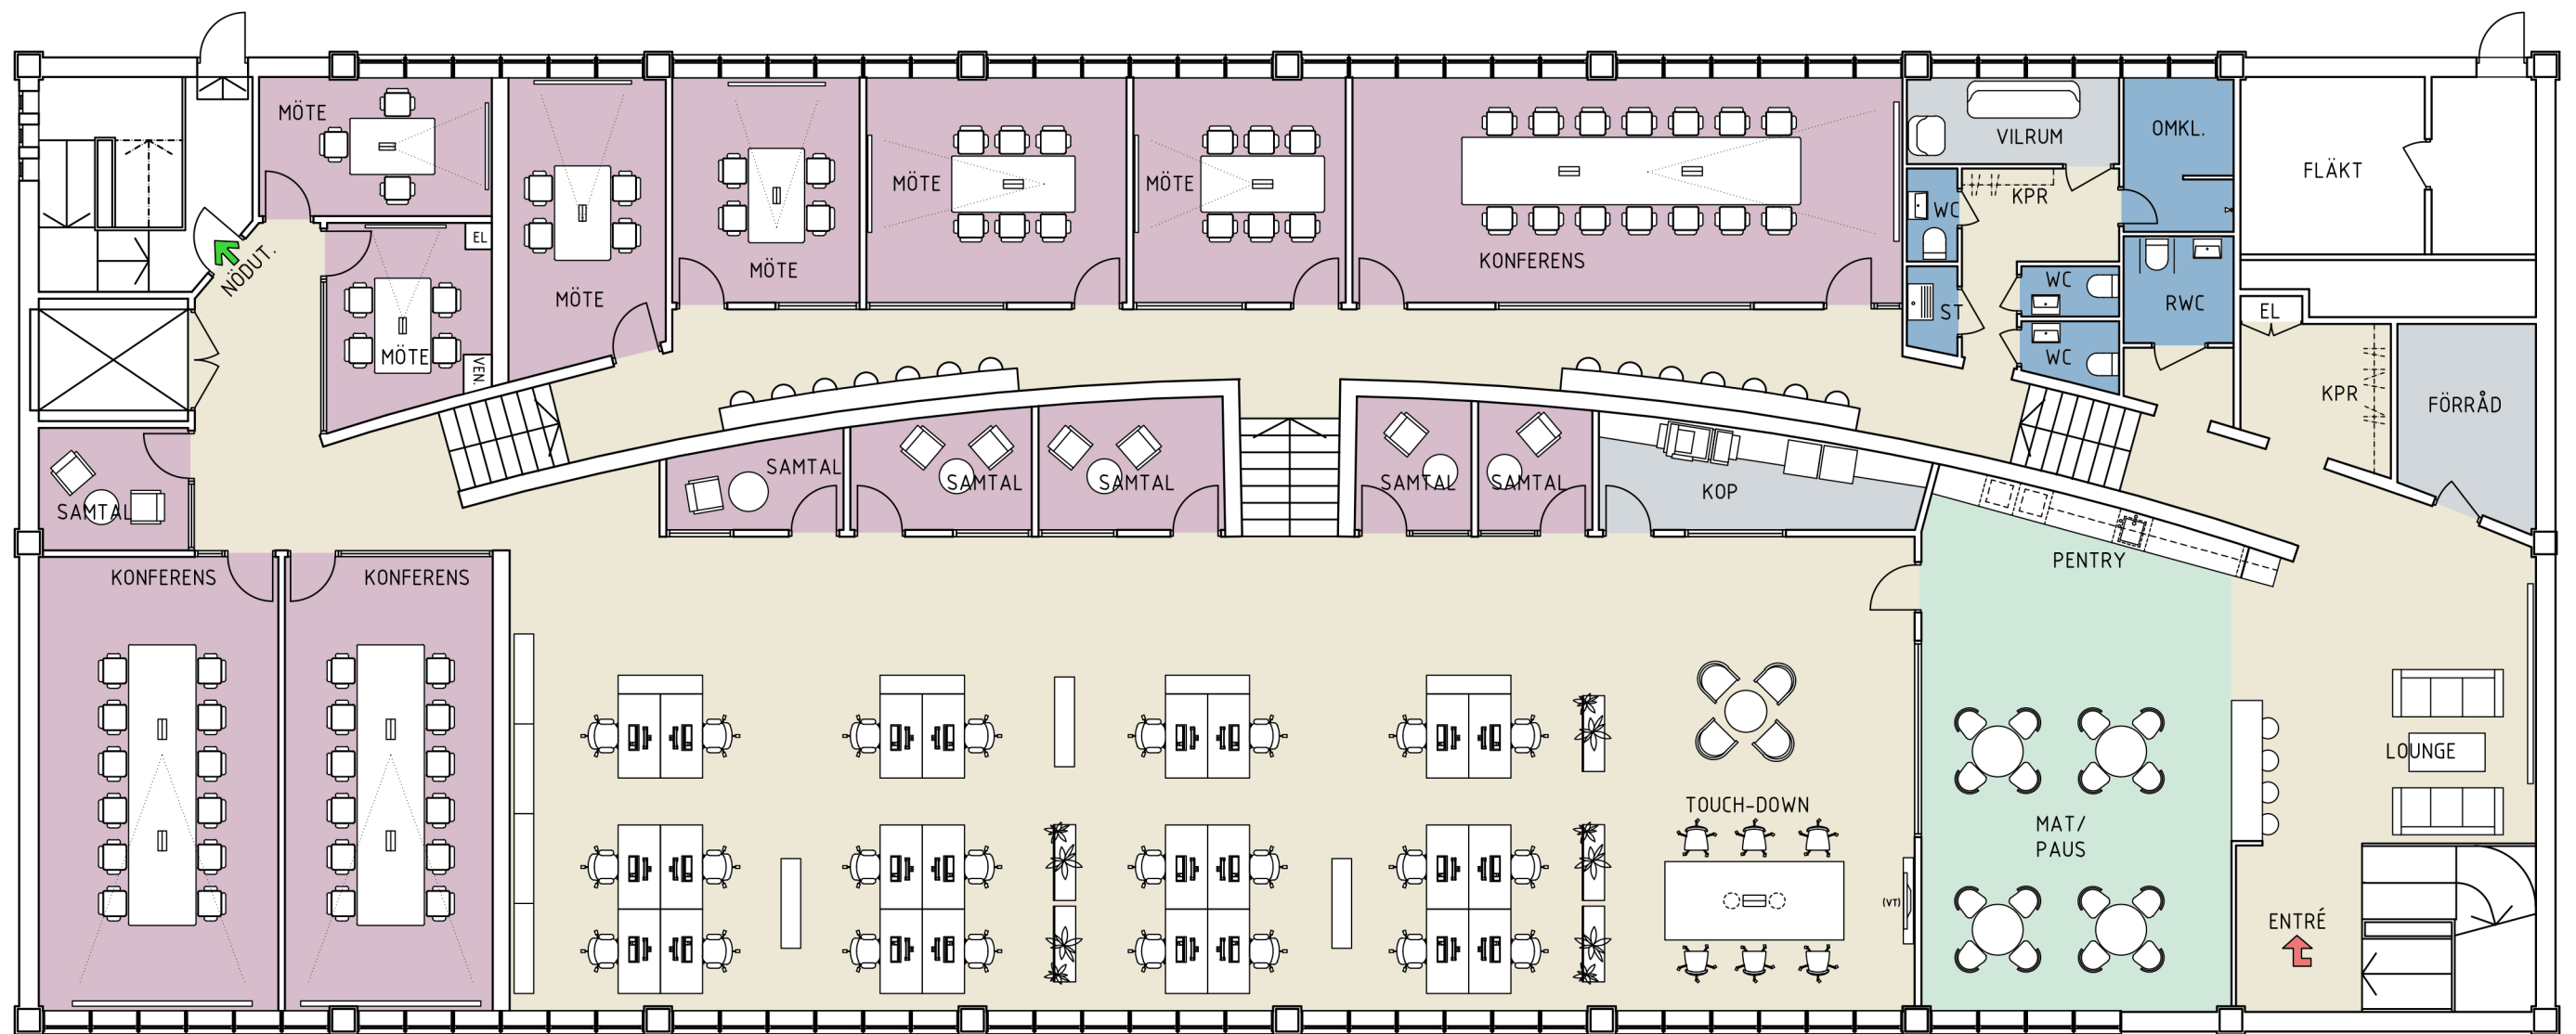 MÖTE
VILRUM
OMKL.
FLÄKT
MÖTE
MÖTE
KPR
WC
EL
NÖDUT.
KONFERENS
MÖTE
MÖTE
WC
RWC
ST
EL
MÖTE
VEN.
WC
KPR
FÖRRÅD
SAMTAL
SAMTAL
SAMTAL
SAMTAL
SAMTAL
KOP
SAMTAL
PENTRY
KONFERENS
KONFERENS
LOUNGE
TOUCH-DOWN
MAT/
PAUS
(VT)
ENTRÉ